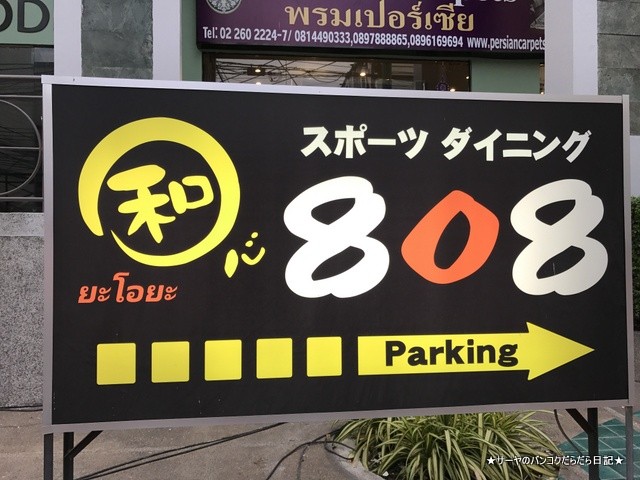 OD
พรมเปอร์เซีย
Tel: 02 260 2224-7/ 0814490333,0897888865,0896169694 www.persiancarpets
スポーツ ダイニング
和心
808
ยะโอยะ
Parking
★サーヤのバンコクだらだら日記★